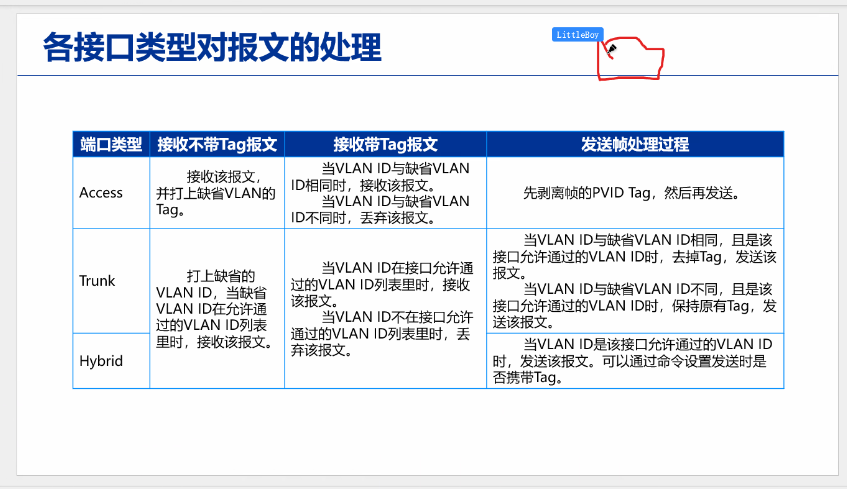 各接口类型对报文的处理
LittleBoy
端口类型
接收不带Tag报文
接收带Tag报文
发送帧处理过程
Access
接收该报文，
并打上缺省VLAN的
Tag。
当VLAN ID与缺省VLAN
ID相同时，接收该报文。
当VLAN ID与缺省VLAN
ID不同时，丢弃该报文。
先剥离帧的PVID Tag，然后再发送。
Trunk
打上缺省的
VLAN ID，当缺省
VLAN ID在允许通
过的VLAN ID列表
里时，接收该报文。
当VLAN ID在接口允许通
过的VLAN ID列表里时，接收
该报文。
当VLAN ID不在接口允许
通过的VLAN ID列表里时，丢
弃该报文。
当VLAN ID与缺省VLAN ID相同，且是该
接口允许通过的VLAN ID时，去掉Tag，发送该
报文。
当VLAN ID与缺省VLAN ID不同，且是该
接口允许通过的VLAN ID时，保持原有Tag，发
送该报文。
Hybrid
当VLAN ID是该接口允许通过的VLAN ID
时，发送该报文。可以通过命令设置发送时是
否携带Tag。